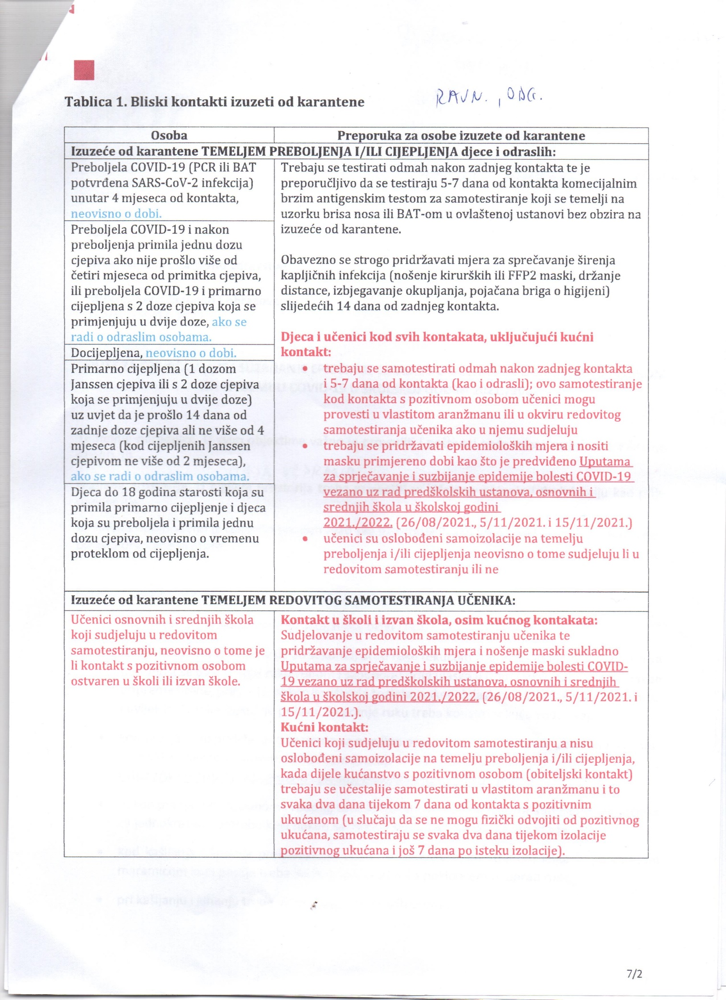 Tablica 1. Bliski kontakti izuzeti od karantene
RAVN., ODG.
Osoba
Preporuka za osobe izuzete od karantene
Izuzeće od karantene TEMELJEM PREBOLJENJA I/ILI CIJEPLJENJA djece i odraslih:
Preboljela COVID-19 (PCR ili BAT
potvrđena SARS-CoV-2 infekcija)
unutar 4 mjeseca od kontakta,
neovisno o dobi.
Preboljela COVID-19 i nakon
preboljenja primila jednu dozu
cjepiva ako nije prošlo više od
četiri mjeseca od primitka cjepiva,
ili preboljela COVID-19 i primarno
cijepljena s 2 doze cjepiva koja se
primjenjuju u dvije doze, ako se
radi o odraslim osobama.
Docijepljena, neovisno o dobi.
Primarno cijepljena (1 dozom
Janssen cjepiva ili s 2 doze cjepiva
koja se primjenjuju u dvije doze)
uz uvjet da je prošlo 14 dana od
zadnje doze cjepiva ali ne više od 4
mjeseca (kod cijepljenih Janssen
cjepivom ne više od 2 mjeseca),
ako se radi o odraslim osobama.
Djeca do 18 godina starosti koja su
primila primarno cijepljenje i djeca
koja su preboljela i primila jednu
dozu cjepiva, neovisno o vremenu
proteklom od cijepljenja.
Trebaju se testirati odmah nakon zadnjeg kontakta te je
preporučljivo da se testiraju 5-7 dana od kontakta komecijalnim
brzim antigenskim testom za samotestiranje koji se temelji na
uzorku brisa nosa ili BAT-om u ovlaštenoj ustanovi bez obzira na
izuzeće od karantene.
Obavezno se strogo pridržavati mjera za sprečavanje širenja
kapljičnih infekcija (nošenje kirurških ili FFP2 maski, držanje
distance, izbjegavanje okupljanja, pojačana briga o higijeni)
slijedećih 14 dana od zadnjeg kontakta.
Djeca i učenici kod svih kontakata, uključujući kućni
kontakt:
• trebaju se samotestirati odmah nakon zadnjeg kontakta
i 5-7 dana od kontakta (kao i odrasli); ovo samotestiranje
kod kontakta s pozitivnom osobom učenici mogu
provesti u vlastitom aranžmanu ili u okviru redovitog
samotestiranja učenika ako u njemu sudjeluju
• trebaju se pridržavati epidemioloških mjera i nositi
masku primjereno dobi kao što je predviđeno Uputama
za sprječavanje i suzbijanje epidemije bolesti COVID-19
vezano uz rad predškolskih ustanova, osnovnih i
srednjih škola u školskoj godini
2021./2022. (26/08/2021., 5/11/2021. i 15/11/2021.)
• učenici su oslobođeni samoizolacije na temelju
preboljenja i/ili cijepljenja neovisno o tome sudjeluju li u
redovitom samotestiranju ili ne
Izuzeće od karantene TEMELJEM REDOVITOG SAMOTESTIRANJA UČENIKA:
Učenici osnovnih i srednjih škola
koji sudjeluju u redovitom
samotestiranju, neovisno o tome je
li kontakt s pozitivnom osobom
ostvaren u školi ili izvan škole.
Kontakt u školi i izvan škola, osim kućnog kontakata:
Sudjelovanje u redovitom samotestiranju učenika te
pridržavanje epidemioloških mjera i nošenje maski sukladno
Uputama za sprječavanje i suzbijanje epidemije bolesti COVID-
19 vezano uz rad predškolskih ustanova, osnovnih i srednjih
škola u školskoj godini 2021./2022. (26/08/2021., 5/11/2021. i
15/11/2021.).
Kućni kontakt:
Učenici koji sudjeluju u redovitom samotestiranju a nisu
oslobođeni samoizolacije na temelju preboljenja i/ili cijepljenja,
kada dijele kućanstvo s pozitivnom osobom (obiteljski kontakt)
trebaju se učestalije samotestirati u vlastitom aranžmanu i to
svaka dva dana tijekom 7 dana od kontakta s pozitivnim
ukućanom (u slučaju da se ne mogu fizički odvojiti od pozitivnog
ukućana, samotestiraju se svaka dva dana tijekom izolacije
pozitivnog ukućana i još 7 dana po isteku izolacije).
7/2